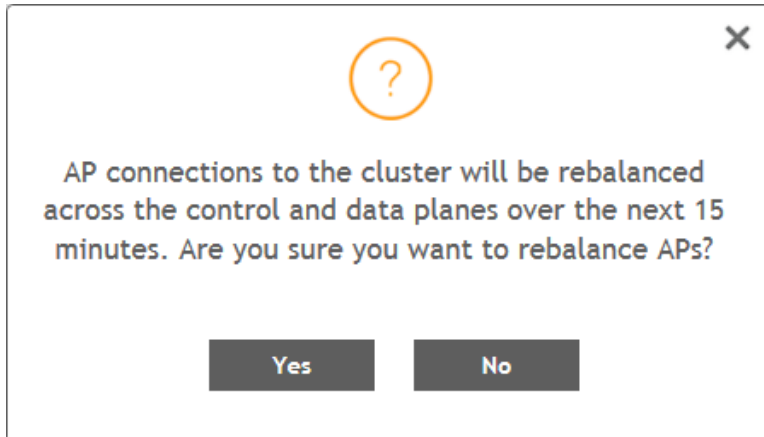 ?
AP connections to the cluster will be rebalanced
across the control and data planes over the next 15
minutes. Are you sure you want to rebalance APs?
Yes
No